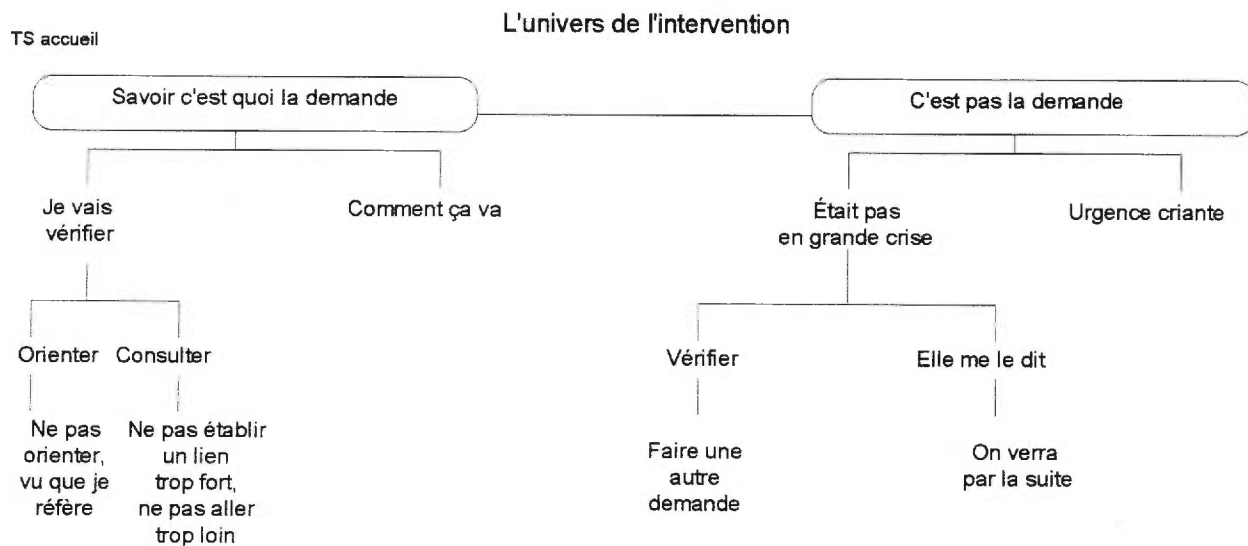 L'univers de l'intervention
TS accueil
Savoir c'est quoi la demande
C'est pas la demande
Je vais
vérifier
Comment ça va
Était pas
en grande crise
Urgence criante
Orienter
Consulter
Vérifier
Elle me le dit
Ne pas
orienter,
vu que je
réfère
Ne pas établir
un lien
trop fort,
ne pas aller
trop loin
Faire une
autre
demande
On verra
par la suite